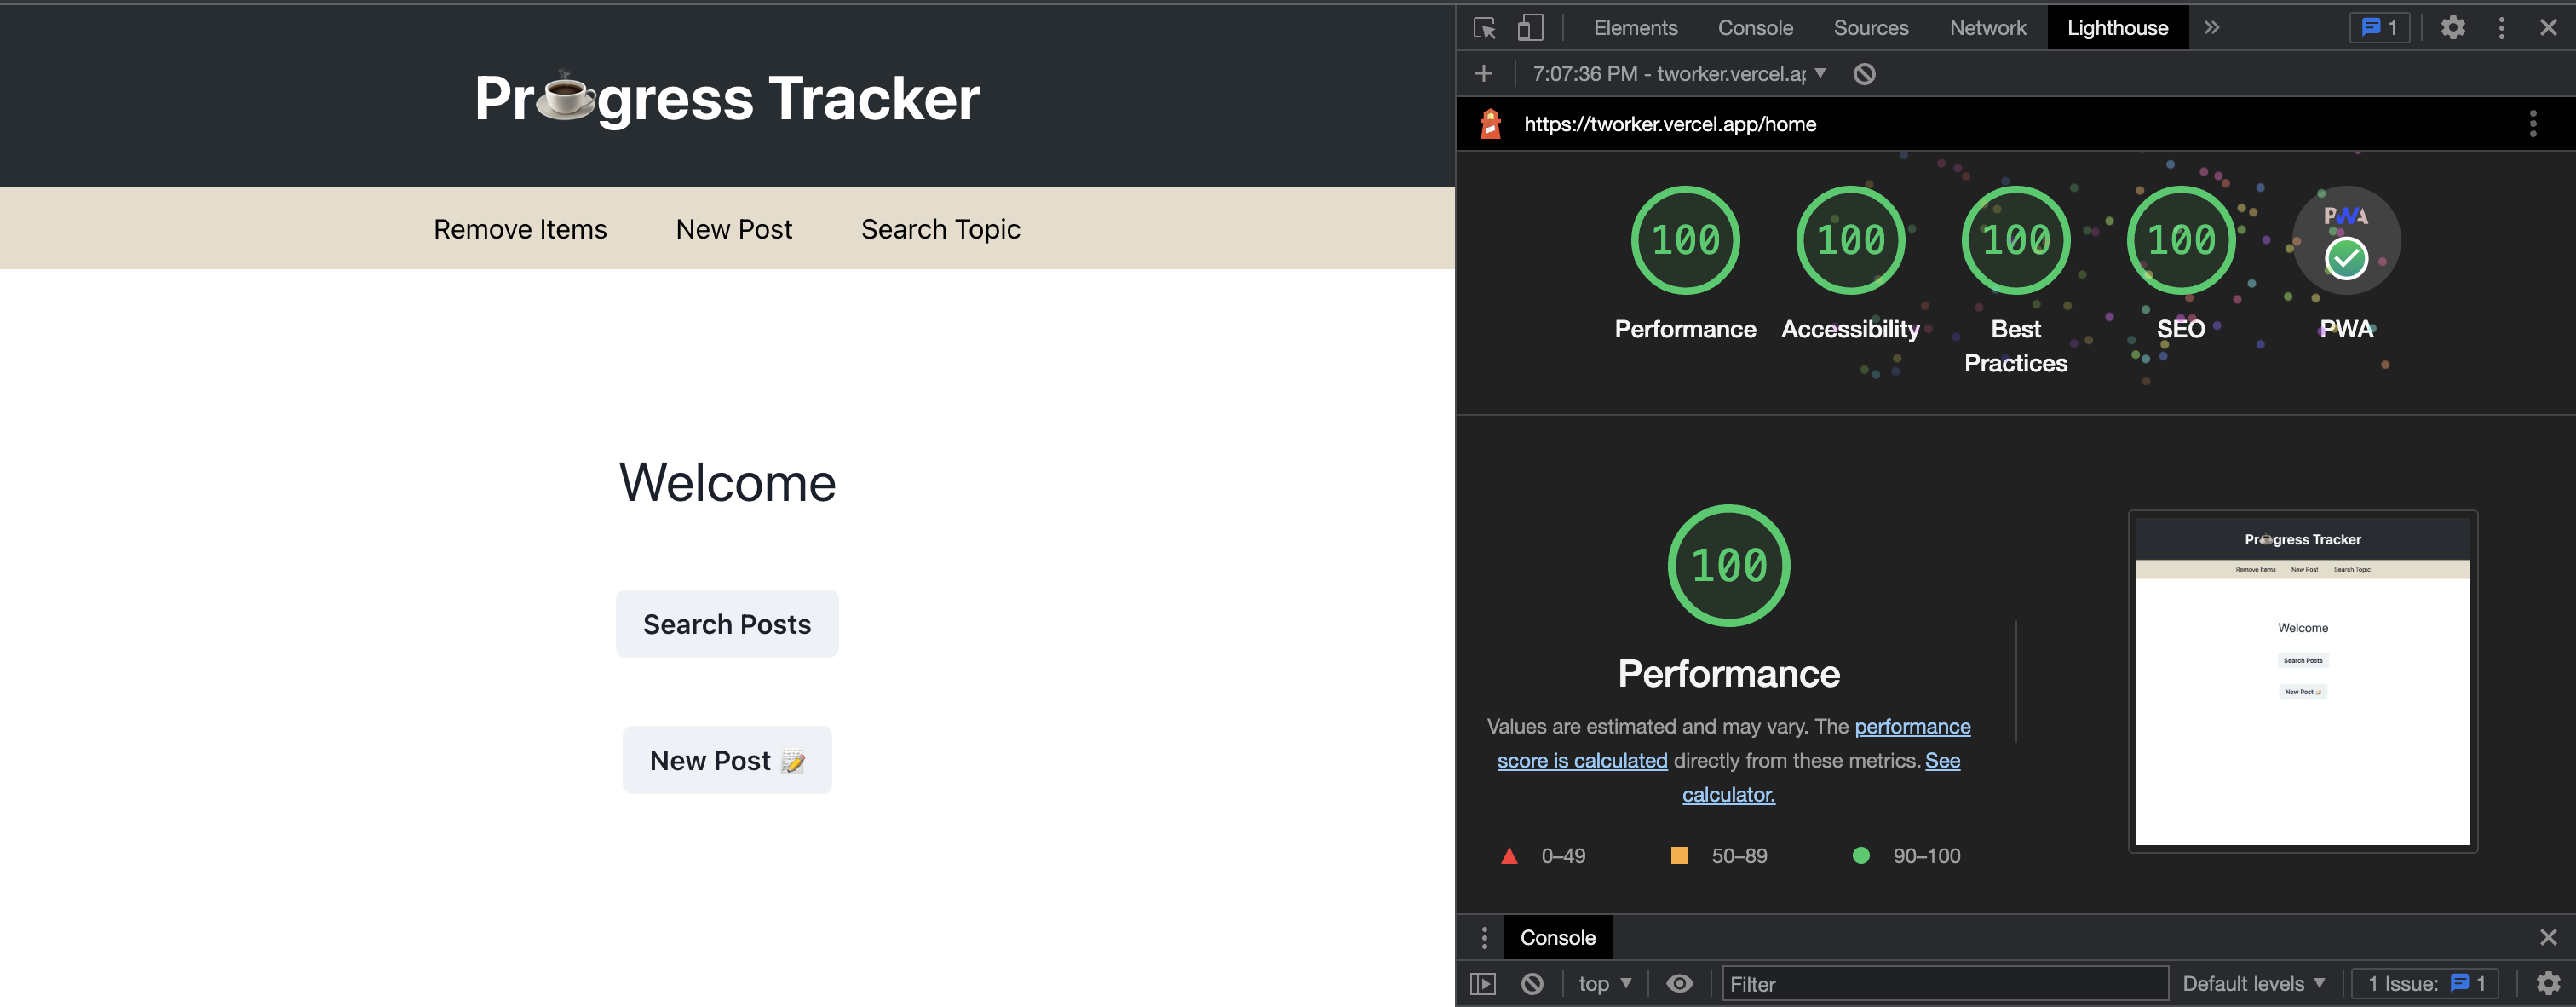 Pr☕gress Tracker
Remove Items New Post Search Topic
Welcome
Search Posts
New Post 📝
Elements Console Sources Network Lighthouse » 1
7:07:36 PM - tworker.vercel.ap
https://tworker.vercel.app/home
100 100 100 100 PWA
Performance Accessibility Best Practices SEO PWA
100
Performance
Values are estimated and may vary. The performance
score is calculated directly from these metrics. See
calculator.
0–49 50–89 90–100
Pr☕gress Tracker
Remove Items New Post Search Topic
Welcome
Search Posts
New Post 📝
Console
top Filter Default levels 1 Issue: 1